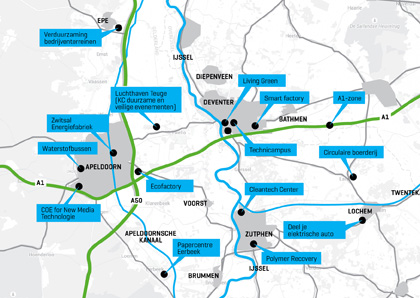 EPE
Verduurzaming
bedrijventerreinen
IJSSEL
DIEPENVEEN
Living Green
Luchthaven Teuge
(KC duurzame en
veilige evenementen)
DEVENTER
Smart factory
A1-zone
BATHMEN
A1
Zwitsal
Energiefabriek
Technicampus
Waterstofbussen
Circulaire boerderij
APELDOORN
A1
Ecofactory
Cleantech Center
TWENTEK
COE for New Media
Technologie
A50
VOORST
LOCHEM
APELDOORNSCHE
KANAAL
Deel je
elektrische auto
ZUTPHEN
Papercentre
Eerbeek
Polymer Recovery
BRUMMEN
IJSSEL